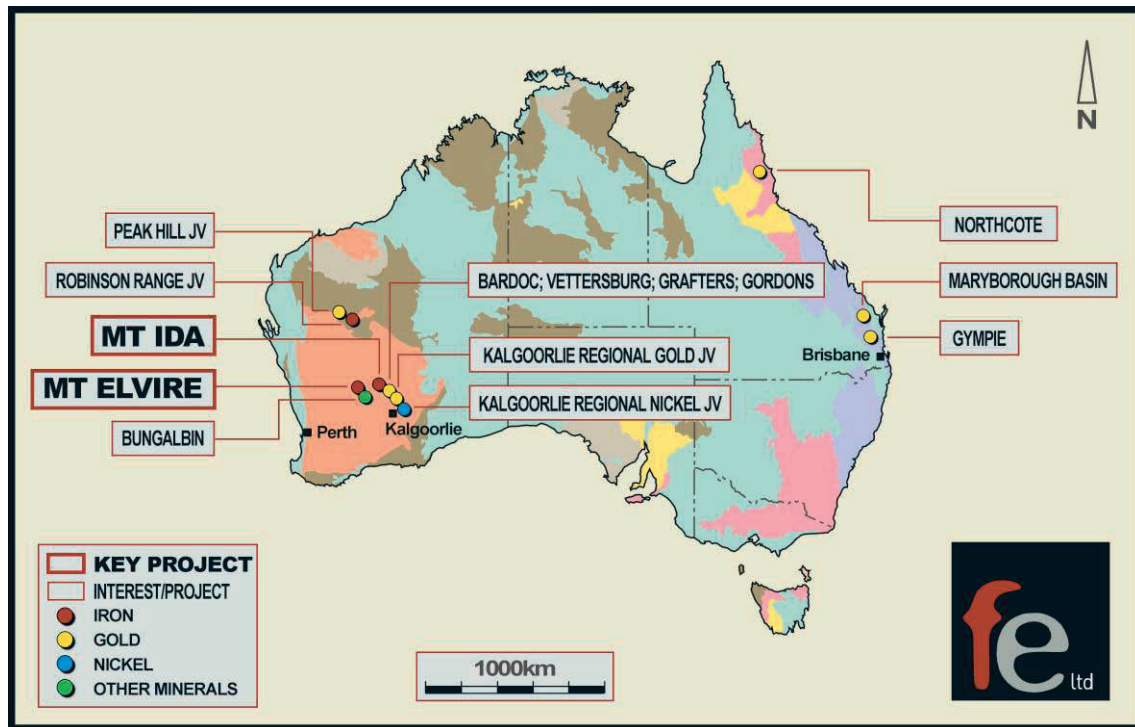 N
PEAK HILL JV
ROBINSON RANGE JV
MT IDA
MT ELVIRE
BUNGALBIN
BARDOC; VETTERSBURG; GRAFTERS; GORDONS
KALGOORLIE REGIONAL GOLD JV
KALGOORLIE REGIONAL NICKEL JV
NORTHCOTE
MARYBOROUGH BASIN
GYMPIE
Brisbane
Perth
Kalgoorlie
KEY PROJECT
INTEREST/PROJECT
IRON
GOLD
NICKEL
OTHER MINERALS
1000km
fe
ltd